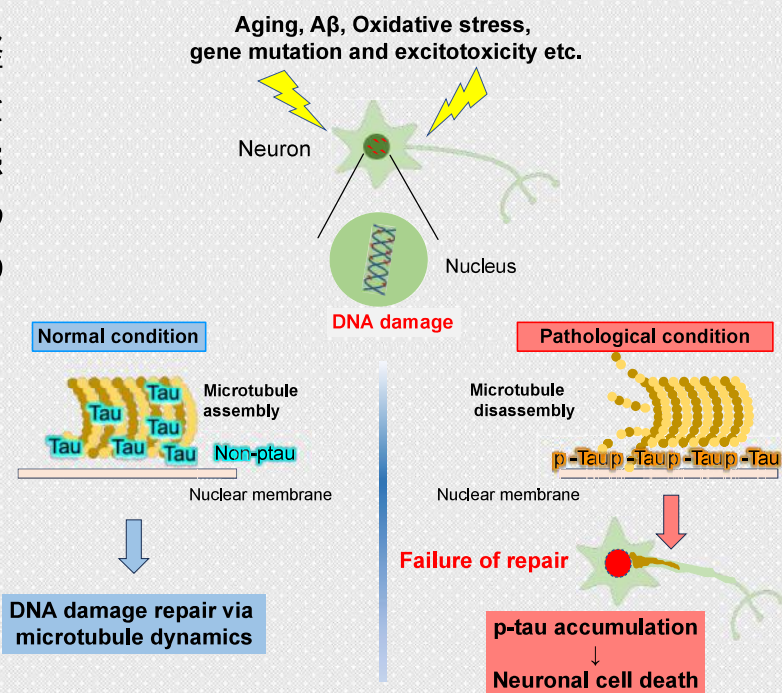 Aging, Aβ, Oxidative stress,
gene mutation and excitotoxicity etc.
Neuron
Nucleus
DNA damage
Normal condition
Microtubule
assembly
Tau
Tau
Tau
Tau
Tau
Tau
Non-ptau
Nuclear membrane
DNA damage repair via
microtubule dynamics
Pathological condition
Microtubule
disassembly
p -Taup -Taup -Taup -Tau
Nuclear membrane
Failure of repair
p-tau accumulation
↓
Neuronal cell death